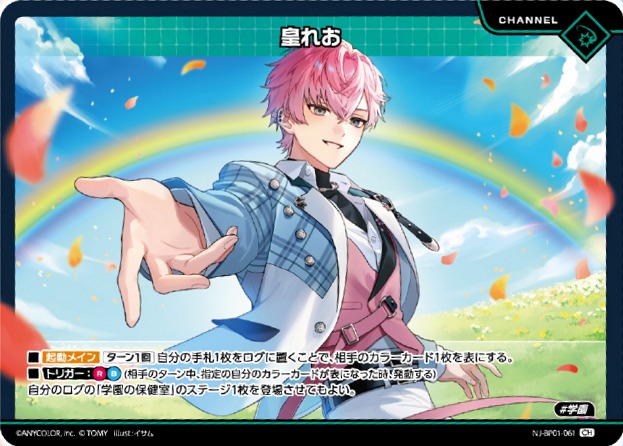 CHANNEL
皇れお
■ 起動メイン ターン1回 自分の手札1枚をログに置くことで、相手のカラーカード1枚を表にする。
■ トリガー：R B (相手のターン中、指定の自分のカラーカードが表になった時、発動する)
自分のログの「学園の保健室」のステージ1枚を登場させてもよい。
#学園
©ANYCOLOR, Inc. © TOMY illust:イサム
NJ-BP01-061 CH